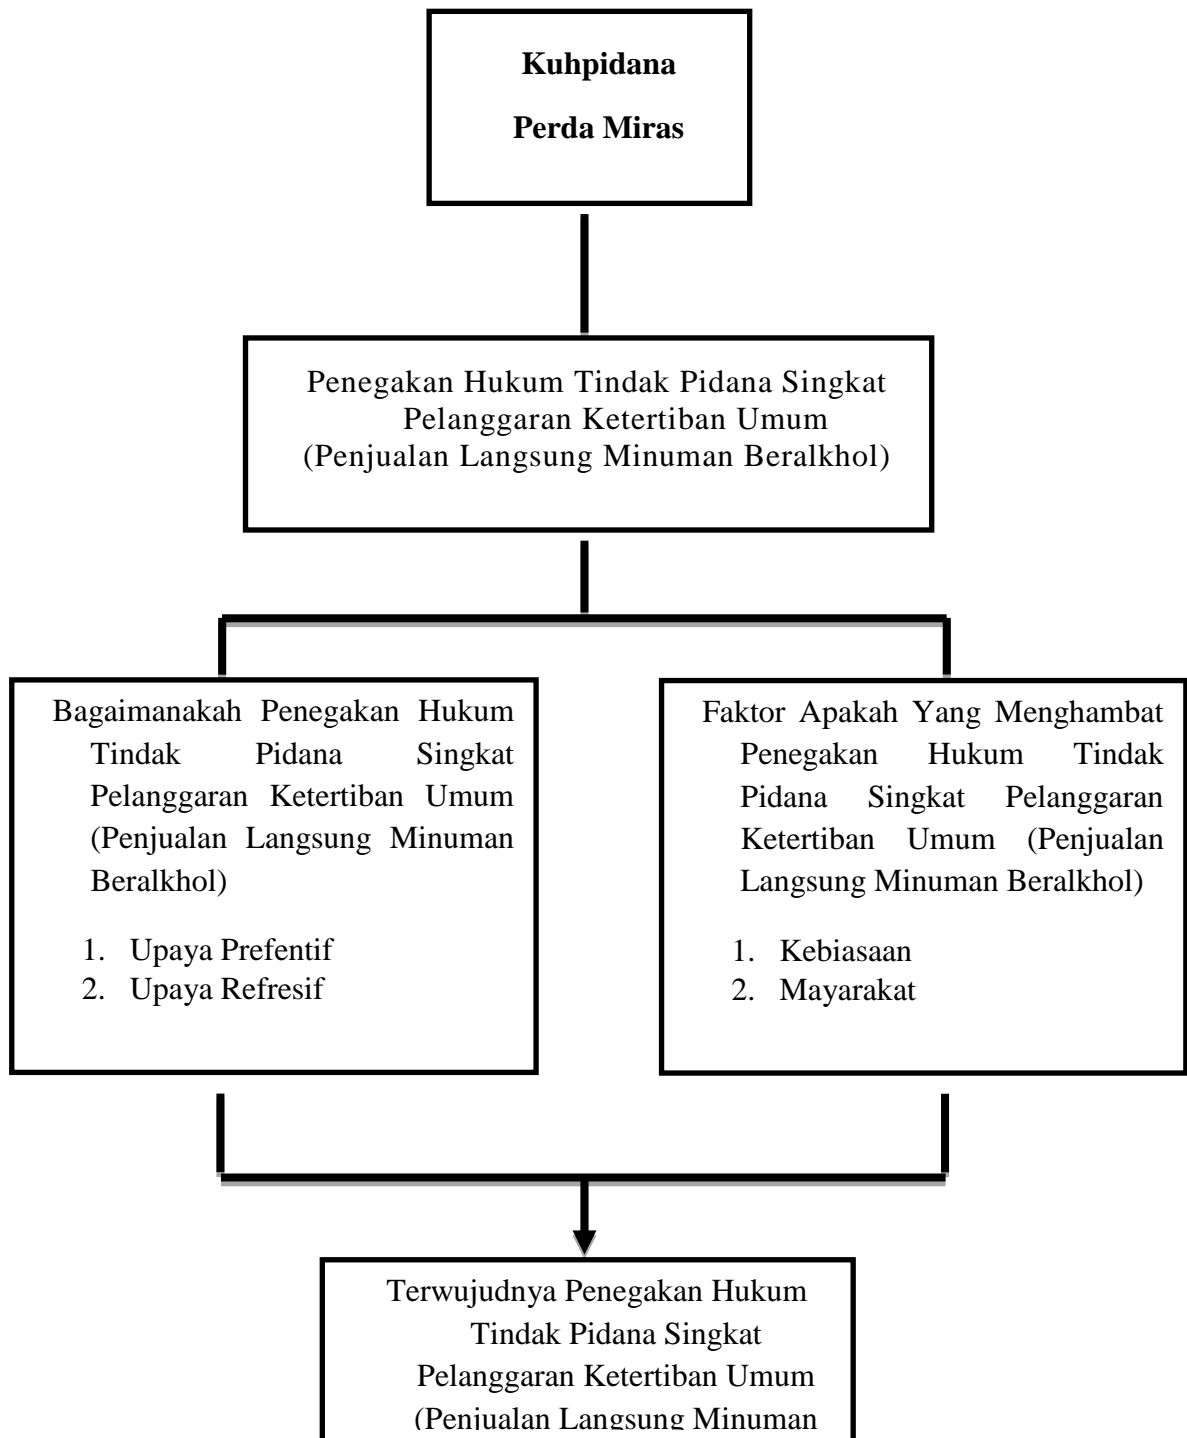 Kuhpidana
Perda Miras
Penegakan Hukum Tindak Pidana Singkat
Pelanggaran Ketertiban Umum
(Penjualan Langsung Minuman Beralkhol)
Bagaimanakah Penegakan Hukum
Tindak Pidana Singkat
Pelanggaran Ketertiban Umum
(Penjualan Langsung Minuman
Beralkhol)
1. Upaya Prefentif
2. Upaya Refresif
Faktor Apakah Yang Menghambat
Penegakan Hukum Tindak
Pidana Singkat Pelanggaran
Ketertiban Umum (Penjualan
Langsung Minuman Beralkhol)
1. Kebiasaan
2. Mayarakat
Terwujudnya Penegakan Hukum
Tindak Pidana Singkat
Pelanggaran Ketertiban Umum
(Penjualan Langsung Minuman